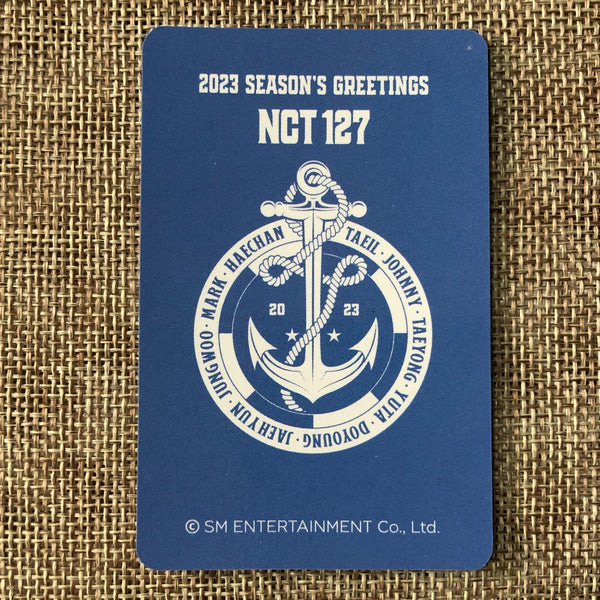 2023 SEASON'S GREETINGS
NCT 127
TAEIL · JOHNNY · TAEYONG · YUTA · DOYOUNG · JAEHYUN · JUNGWOO · MARK · HAECHAN
20 23
© SM ENTERTAINMENT Co., Ltd.